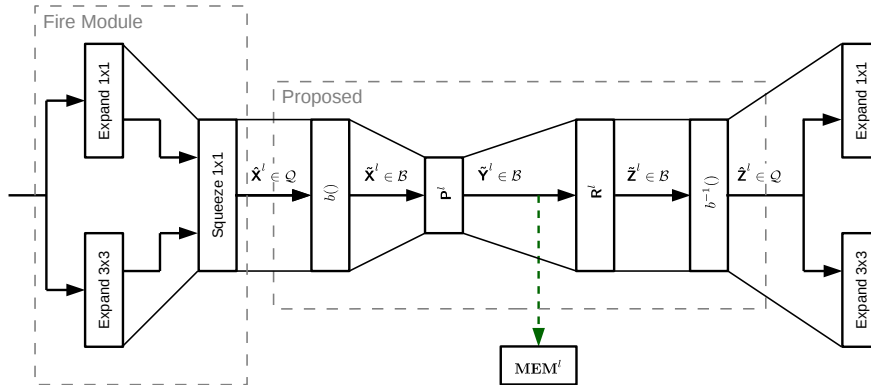 Fire Module
Proposed
Expand 1x1
Expand 3x3
Squeeze 1x1
X̂^l ∈ Q
b()
X̃^l ∈ B
P^l
Ỹ^l ∈ B
R^l
Z̃^l ∈ B
b^{-1}()
Ẑ^l ∈ Q
Expand 1x1
Expand 3x3
MEM^l